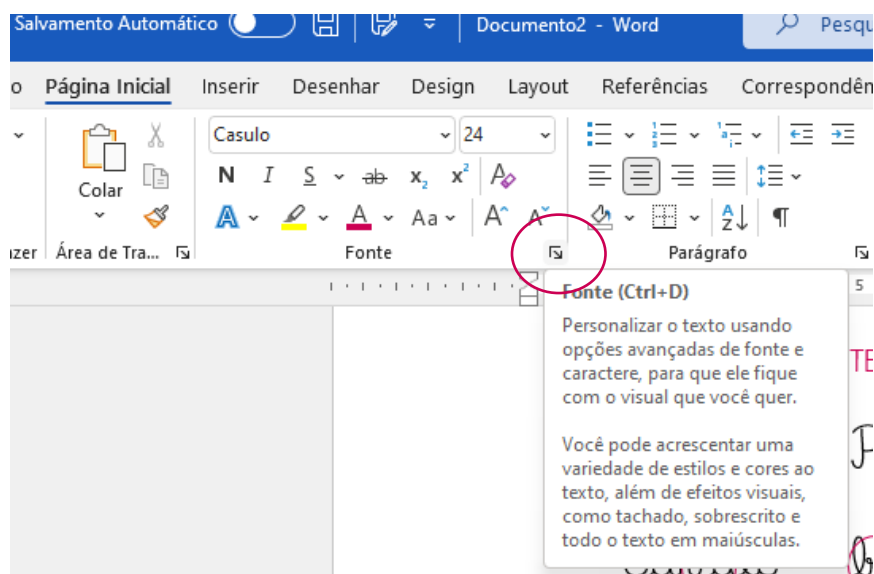 Salvamento Automático Documento2 - Word Pesqu
o Página Inicial Inserir Desenhar Design Layout Referências Correspondên
Casulo 24
N I S ab x₂ x² A
Colar
A A Aa A A
azer Área de Tra... Fonte Parágrafo
5
Fonte (Ctrl+D)
Personalizar o texto usando
opções avançadas de fonte e
caractere, para que ele fique
com o visual que você quer.
TE
Você pode acrescentar uma
variedade de estilos e cores ao
texto, além de efeitos visuais,
como tachado, sobrescrito e
todo o texto em maiúsculas.